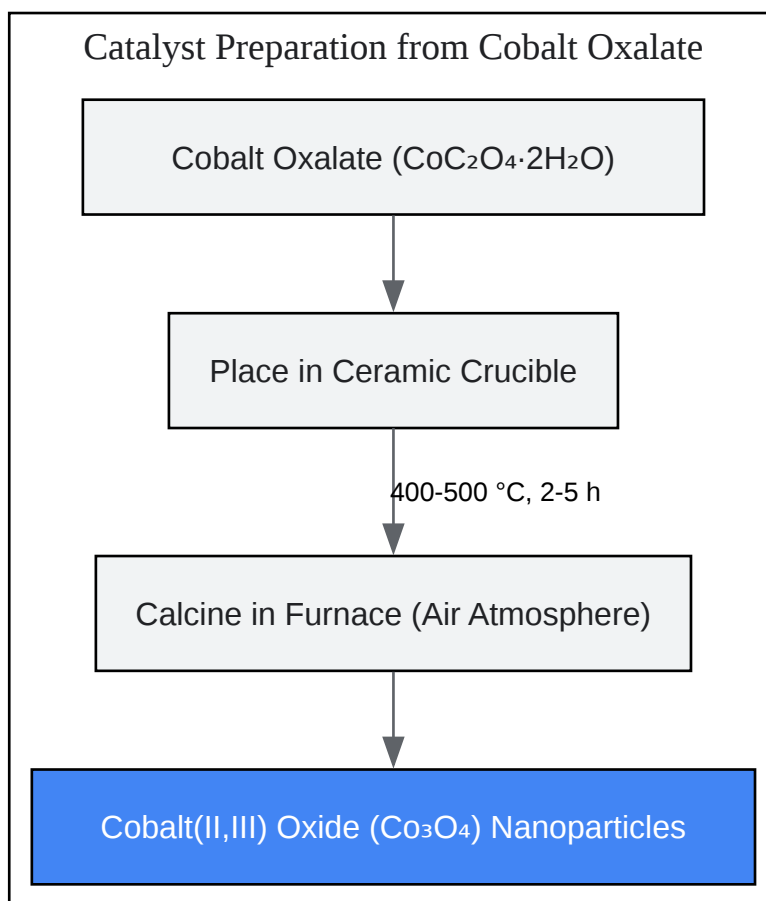 Catalyst Preparation from Cobalt Oxalate
Cobalt Oxalate (CoC₂O₄·2H₂O)
Place in Ceramic Crucible
400-500 °C, 2-5 h
Calcine in Furnace (Air Atmosphere)
Cobalt(II,III) Oxide (Co₃O₄) Nanoparticles